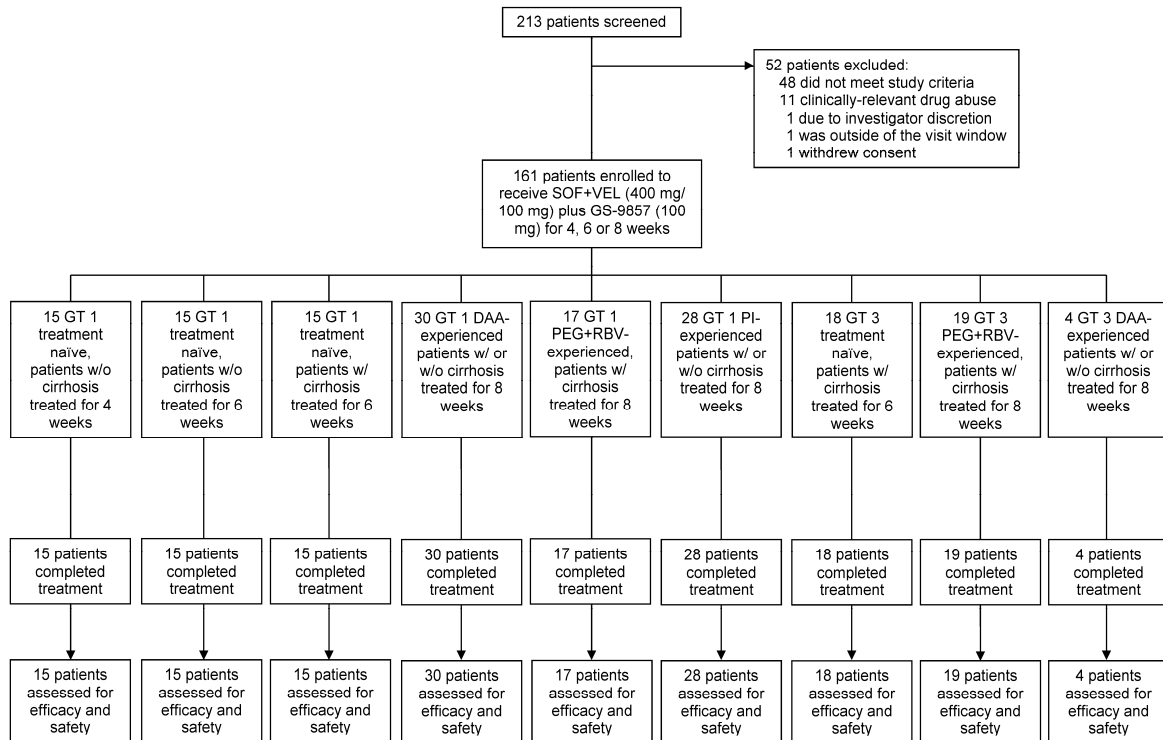 213 patients screened
52 patients excluded:
48 did not meet study criteria
11 clinically-relevant drug abuse
1 due to investigator discretion
1 was outside of the visit window
1 withdrew consent
161 patients enrolled to
receive SOF+VEL (400 mg/
100 mg) plus GS-9857 (100
mg) for 4, 6 or 8 weeks
15 GT 1
treatment
naïve,
patients w/o
cirrhosis
treated for 4
weeks
15 GT 1
treatment
naïve,
patients w/o
cirrhosis
treated for 6
weeks
15 GT 1
treatment
naïve,
patients w/
cirrhosis
treated for 6
weeks
30 GT 1 DAA-
experienced
patients w/ or
w/o cirrhosis
treated for 8
weeks
17 GT 1
PEG+RBV-
experienced,
patients w/
cirrhosis
treated for 8
weeks
28 GT 1 PI-
experienced
patients w/ or
w/o cirrhosis
treated for 8
weeks
18 GT 3
treatment
naïve,
patients w/
cirrhosis
treated for 6
weeks
19 GT 3
PEG+RBV-
experienced,
patients w/
cirrhosis
treated for 8
weeks
4 GT 3 DAA-
experienced
patients w/ or
w/o cirrhosis
treated for 8
weeks
15 patients
completed
treatment
15 patients
completed
treatment
15 patients
completed
treatment
30 patients
completed
treatment
17 patients
completed
treatment
28 patients
completed
treatment
18 patients
completed
treatment
19 patients
completed
treatment
4 patients
completed
treatment
15 patients
assessed for
efficacy and
safety
15 patients
assessed for
efficacy and
safety
15 patients
assessed for
efficacy and
safety
30 patients
assessed for
efficacy and
safety
17 patients
assessed for
efficacy and
safety
28 patients
assessed for
efficacy and
safety
18 patients
assessed for
efficacy and
safety
19 patients
assessed for
efficacy and
safety
4 patients
assessed for
efficacy and
safety